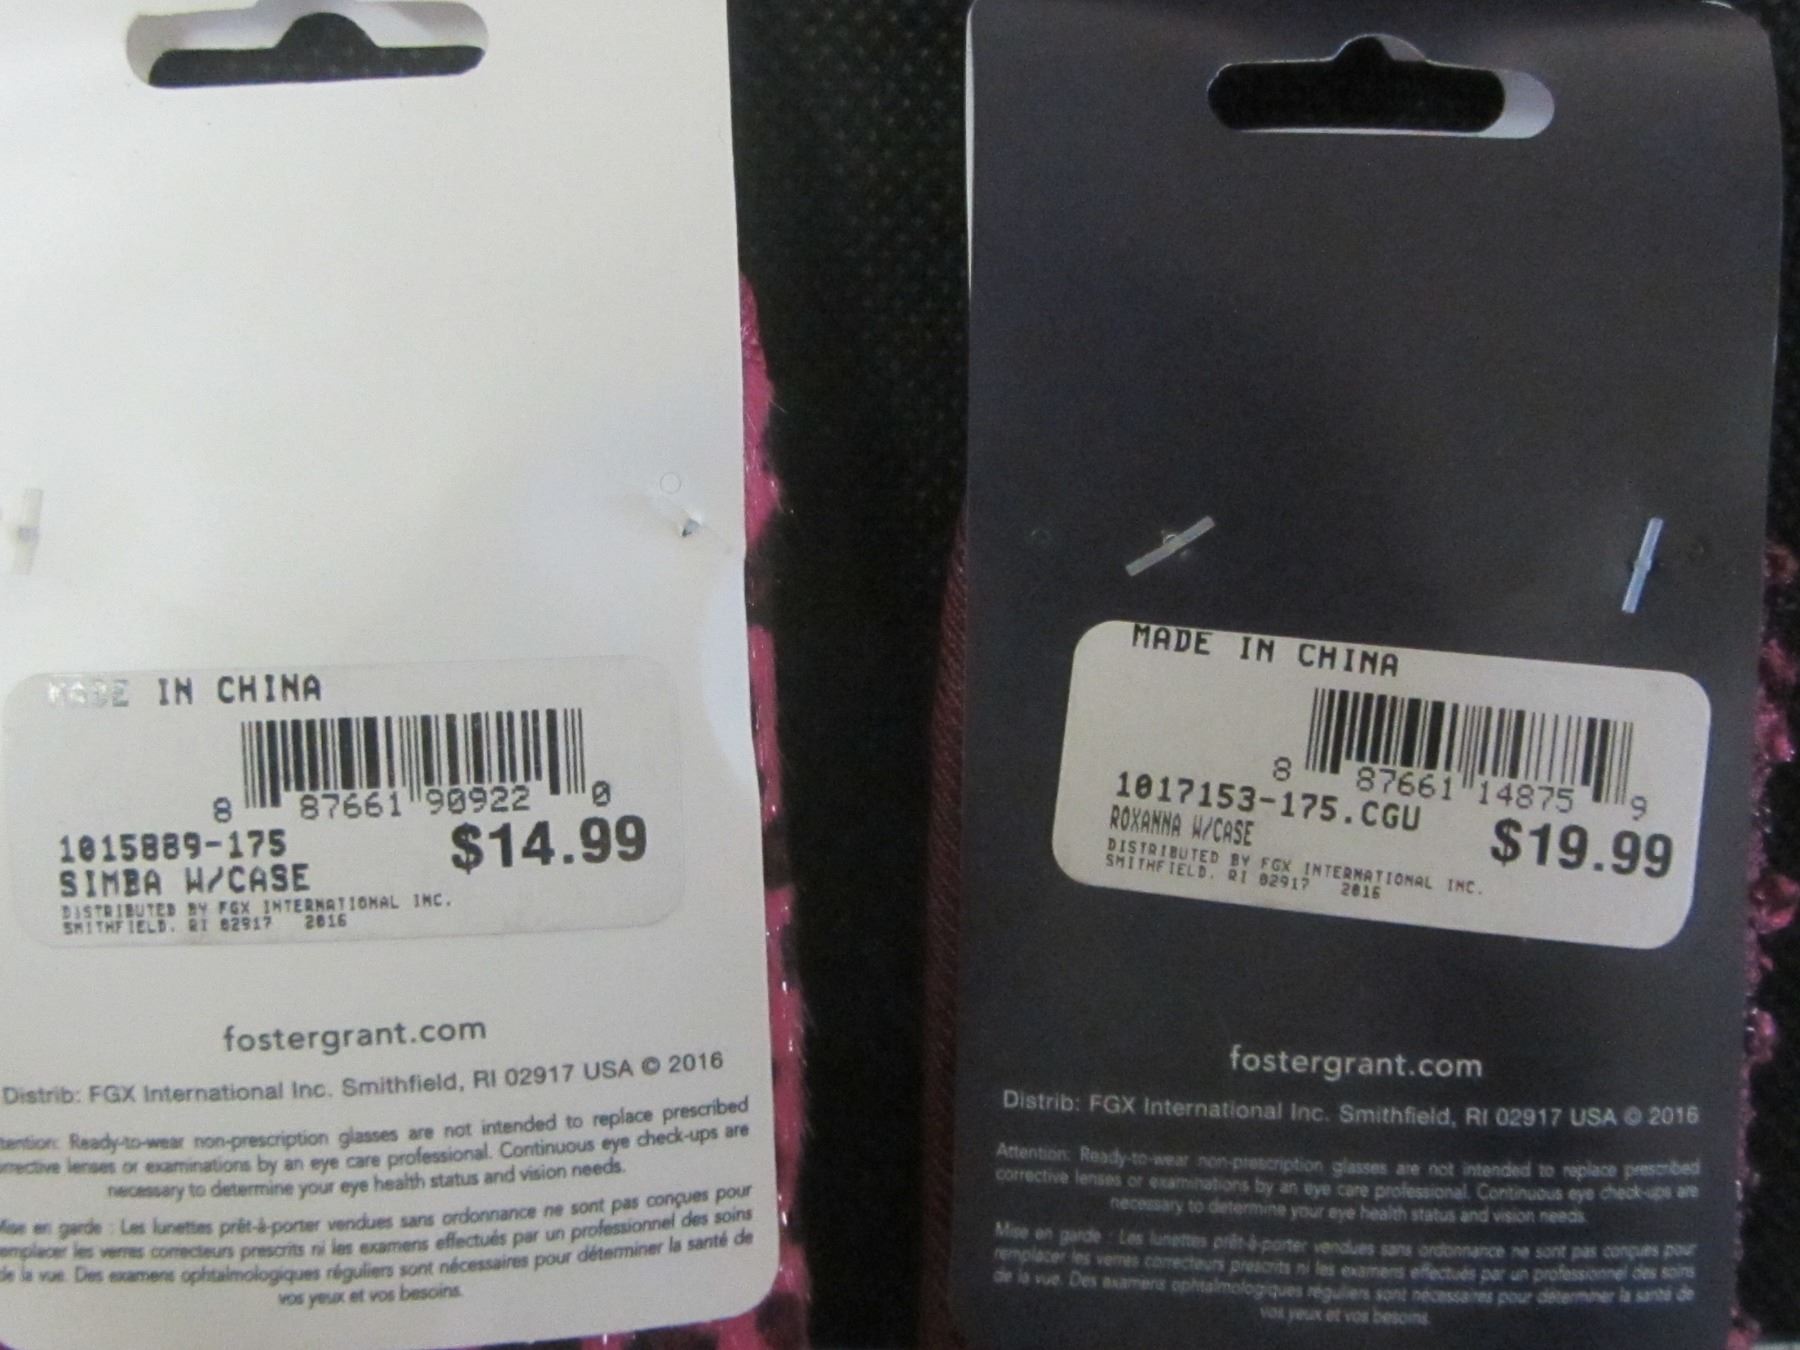 MADE IN CHINA
8 87661 90922 0
1015889-175
$14.99
SIMBA W/CASE
DISTRIBUTED BY FGX INTERNATIONAL INC.
SMITHFIELD, RI 02917 2016
fostergrant.com
Distrib: FGX International Inc. Smithfield, RI 02917 USA © 2016
tention: Ready-to-wear non-prescription glasses are not intended to replace prescribed
rrective lenses or examinations by an eye care professional. Continuous eye check-ups are
necessary to determine your eye health status and vision needs.
Mise en garde : Les lunettes prêt-à-porter vendues sans ordonnance ne sont pas conçues pour
emplacer les verres correcteurs prescrits ni les examens effectués par un professionnel des soins
de la vue. Des examens ophtalmologiques réguliers sont nécessaires pour déterminer la santé de
vos yeux et vos besoins.
MADE IN CHINA
8 87661 14875 9
1017153-175.CGU
ROXANNA W/CASE
$19.99
DISTRIBUTED BY FGX INTERNATIONAL INC.
SMITHFIELD, RI 02917 2016
fostergrant.com
Distrib: FGX International Inc. Smithfield, RI 02917 USA © 2016
Attention: Ready-to-wear non-prescription glasses are not intended to replace prescribed
corrective lenses or examinations by an eye care professional. Continuous eye check-ups are
necessary to determine your eye health status and vision needs.
Mise en garde : Les lunettes prêt-à-porter vendues sans ordonnance ne sont pas conçues pour
remplacer les verres correcteurs prescrits ni les examens effectués par un professionnel des soins
de la vue. Des examens ophtalmologiques réguliers sont nécessaires pour déterminer la santé de
vos yeux et vos besoins.